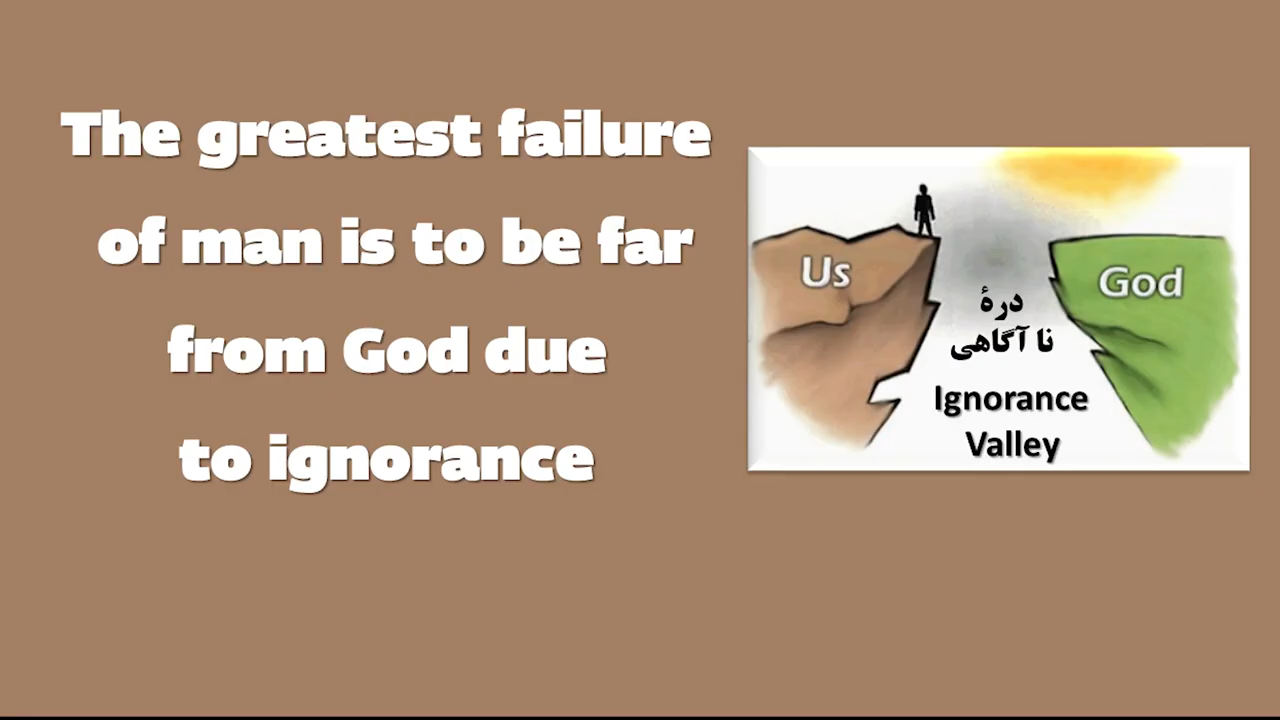 The greatest failure
of man is to be far
from God due
to ignorance
Us
God
درهٔ
نا آگاهی
Ignorance
Valley